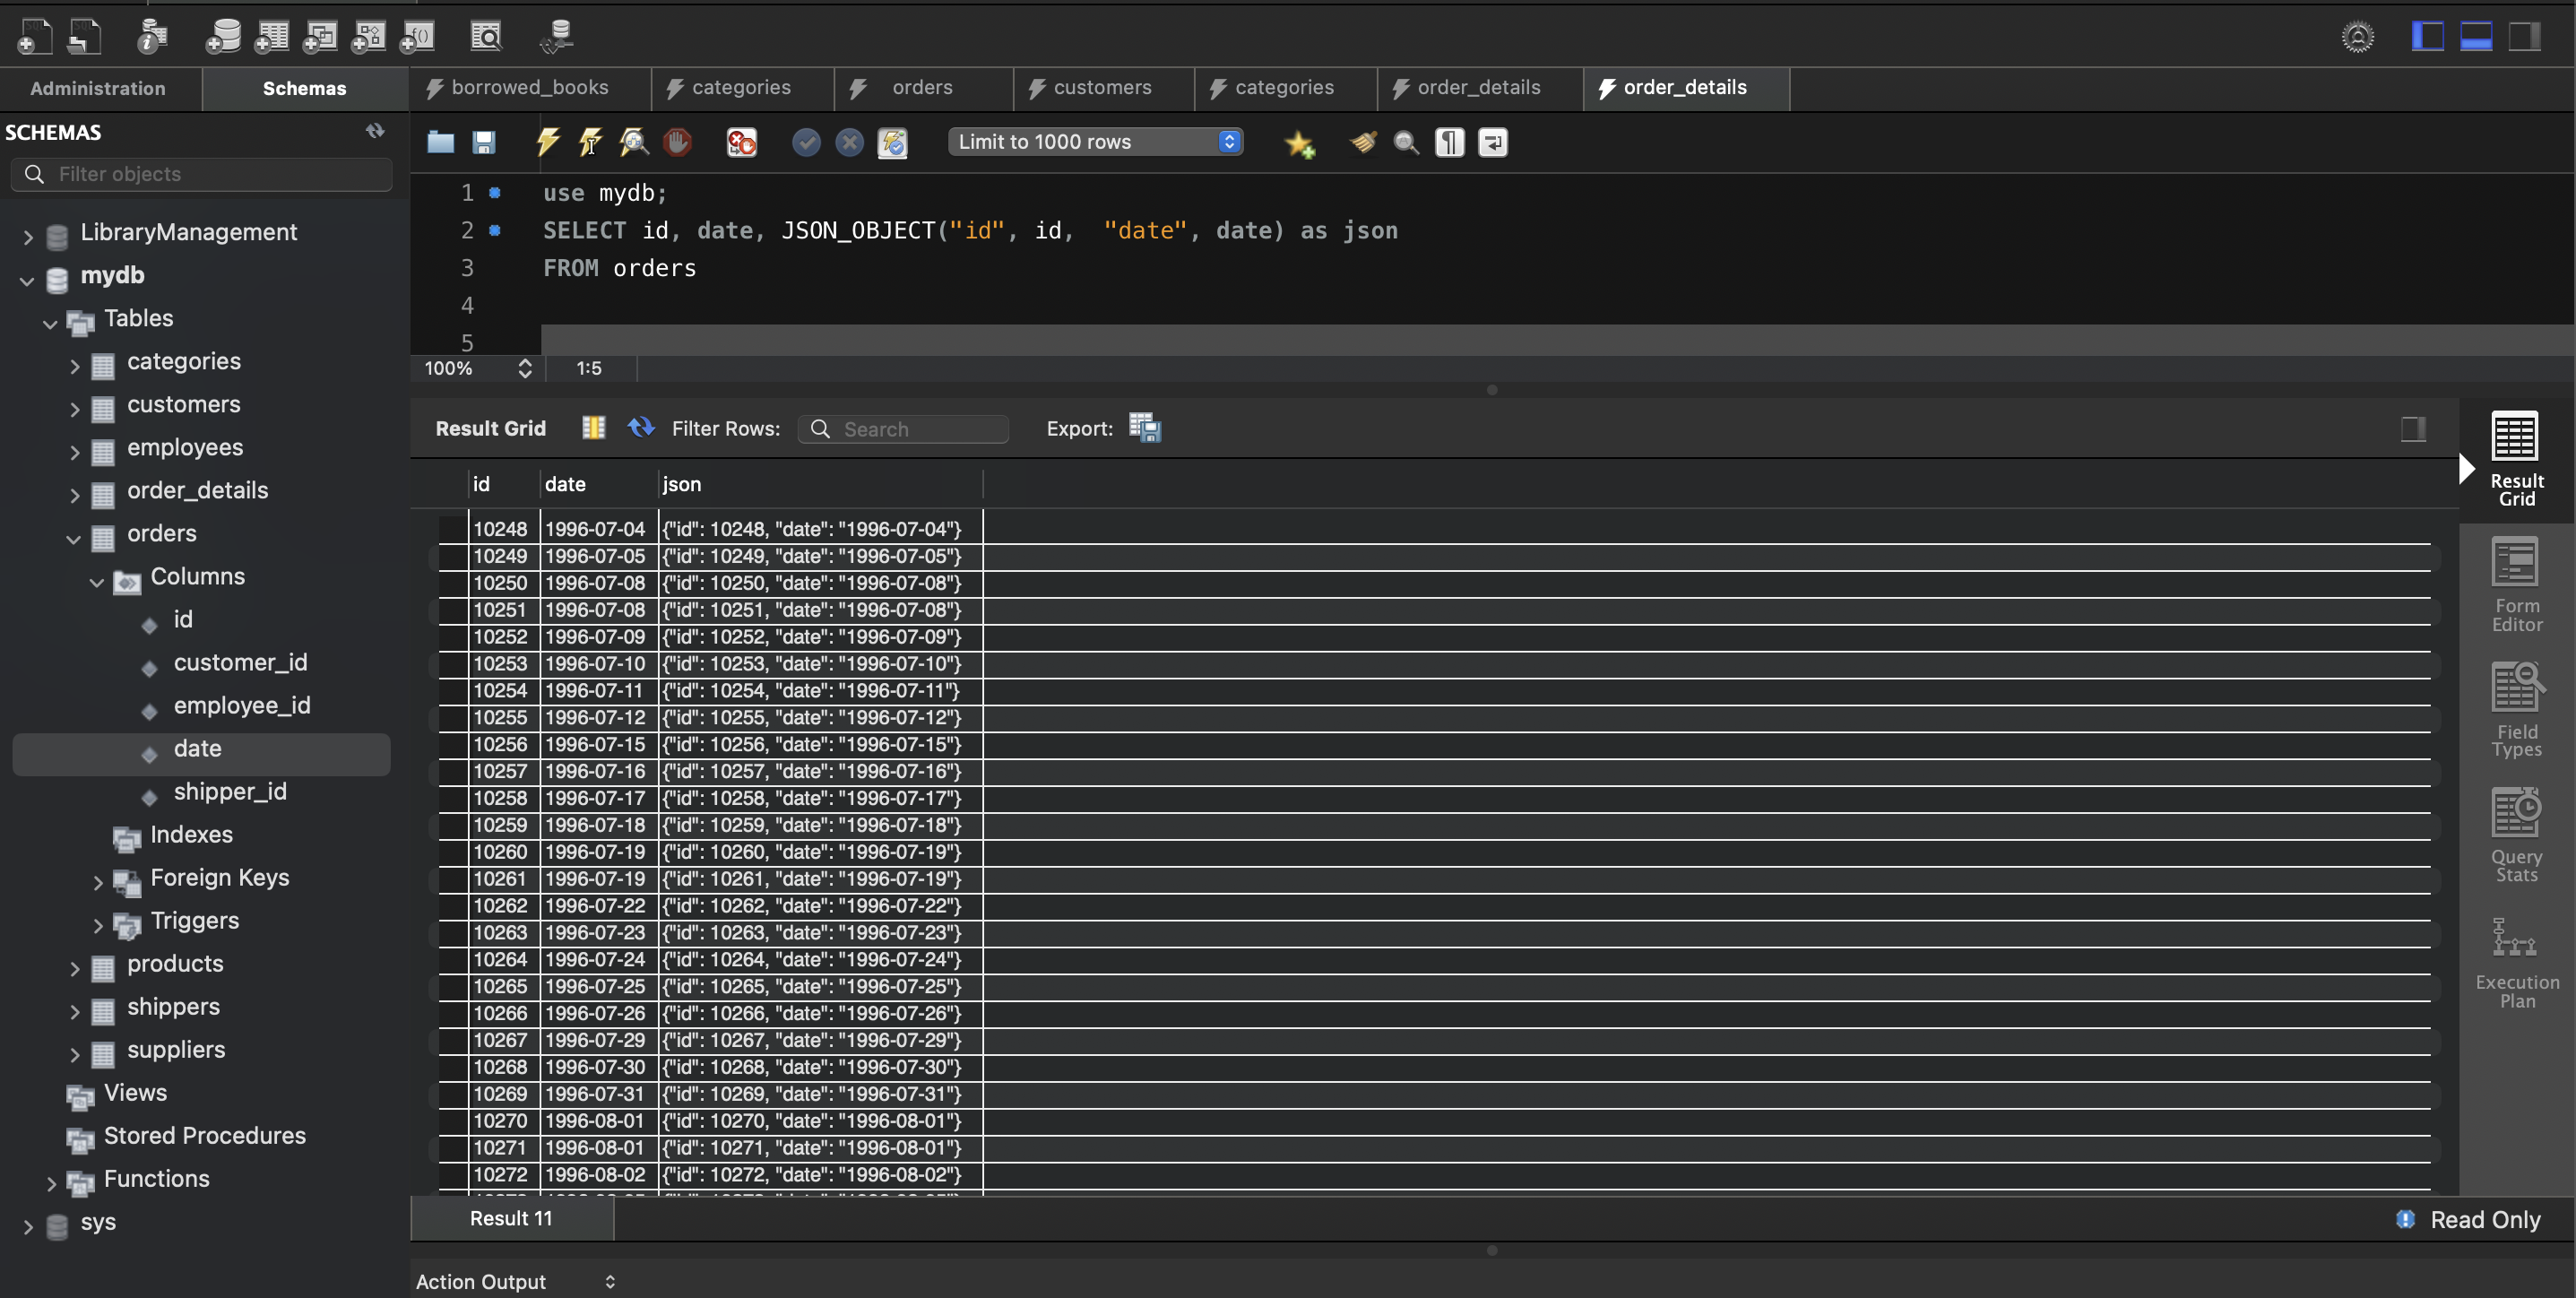 Administration
Schemas
borrowed_books
categories
orders
customers
categories
order_details
order_details
SCHEMAS
Filter objects
LibraryManagement
mydb
Tables
categories
customers
employees
order_details
orders
Columns
id
customer_id
employee_id
date
shipper_id
Indexes
Foreign Keys
Triggers
products
shippers
suppliers
Views
Stored Procedures
Functions
sys
Limit to 1000 rows
1 use mydb;
2 SELECT id, date, JSON_OBJECT("id", id,  "date", date) as json
3 FROM orders
4
5
100% 1:5
Result Grid Filter Rows: Search Export:
id date json
10248 1996-07-04 {"id": 10248, "date": "1996-07-04"}
10249 1996-07-05 {"id": 10249, "date": "1996-07-05"}
10250 1996-07-08 {"id": 10250, "date": "1996-07-08"}
10251 1996-07-08 {"id": 10251, "date": "1996-07-08"}
10252 1996-07-09 {"id": 10252, "date": "1996-07-09"}
10253 1996-07-10 {"id": 10253, "date": "1996-07-10"}
10254 1996-07-11 {"id": 10254, "date": "1996-07-11"}
10255 1996-07-12 {"id": 10255, "date": "1996-07-12"}
10256 1996-07-15 {"id": 10256, "date": "1996-07-15"}
10257 1996-07-16 {"id": 10257, "date": "1996-07-16"}
10258 1996-07-17 {"id": 10258, "date": "1996-07-17"}
10259 1996-07-18 {"id": 10259, "date": "1996-07-18"}
10260 1996-07-19 {"id": 10260, "date": "1996-07-19"}
10261 1996-07-19 {"id": 10261, "date": "1996-07-19"}
10262 1996-07-22 {"id": 10262, "date": "1996-07-22"}
10263 1996-07-23 {"id": 10263, "date": "1996-07-23"}
10264 1996-07-24 {"id": 10264, "date": "1996-07-24"}
10265 1996-07-25 {"id": 10265, "date": "1996-07-25"}
10266 1996-07-26 {"id": 10266, "date": "1996-07-26"}
10267 1996-07-29 {"id": 10267, "date": "1996-07-29"}
10268 1996-07-30 {"id": 10268, "date": "1996-07-30"}
10269 1996-07-31 {"id": 10269, "date": "1996-07-31"}
10270 1996-08-01 {"id": 10270, "date": "1996-08-01"}
10271 1996-08-01 {"id": 10271, "date": "1996-08-01"}
10272 1996-08-02 {"id": 10272, "date": "1996-08-02"}
Result
Grid
Form
Editor
Field
Types
Query
Stats
Execution
Plan
Result 11
Read Only
Action Output